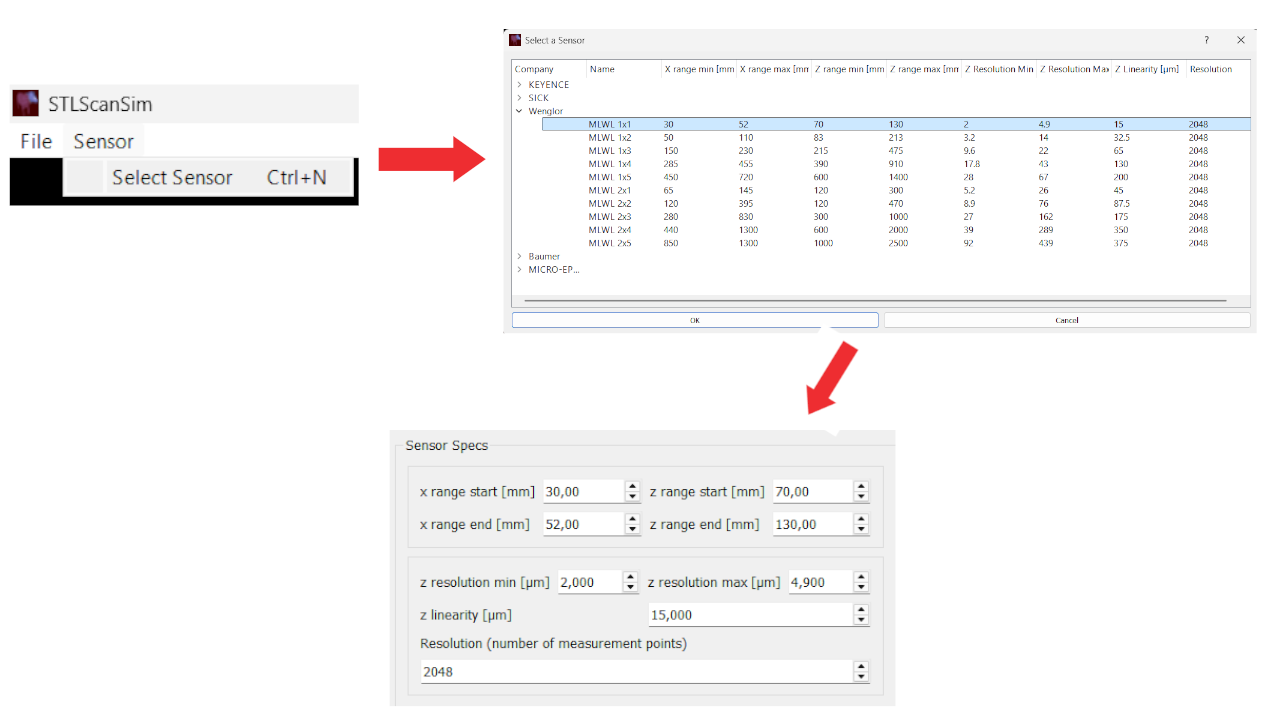 STLScanSim
File Sensor
Select Sensor Ctrl+N
Select a Sensor ?
Company Name X range min [mm X range max [mm Z range min [mm Z range max [mm Z Resolution Min Z Resolution Max Z Linearity [µm] Resolution
KEYENCE
SICK
Wenglor
MLWL 1x1 30 52 70 130 2 4.9 15 2048
MLWL 1x2 50 110 83 213 3.2 14 32.5 2048
MLWL 1x3 150 230 215 475 9.6 22 65 2048
MLWL 1x4 285 455 390 910 17.8 43 130 2048
MLWL 1x5 450 720 600 1400 28 67 200 2048
MLWL 2x1 65 145 120 300 5.2 26 45 2048
MLWL 2x2 120 395 120 470 8.9 76 87.5 2048
MLWL 2x3 280 830 300 1000 27 162 175 2048
MLWL 2x4 440 1300 600 2000 39 289 350 2048
MLWL 2x5 850 1300 1000 2500 92 439 375 2048
Baumer
MICRO-EP...
OK Cancel
Sensor Specs
x range start [mm] 30,00 z range start [mm] 70,00
x range end [mm] 52,00 z range end [mm] 130,00
z resolution min [µm] 2,000 z resolution max [µm] 4,900
z linearity [µm] 15,000
Resolution (number of measurement points)
2048